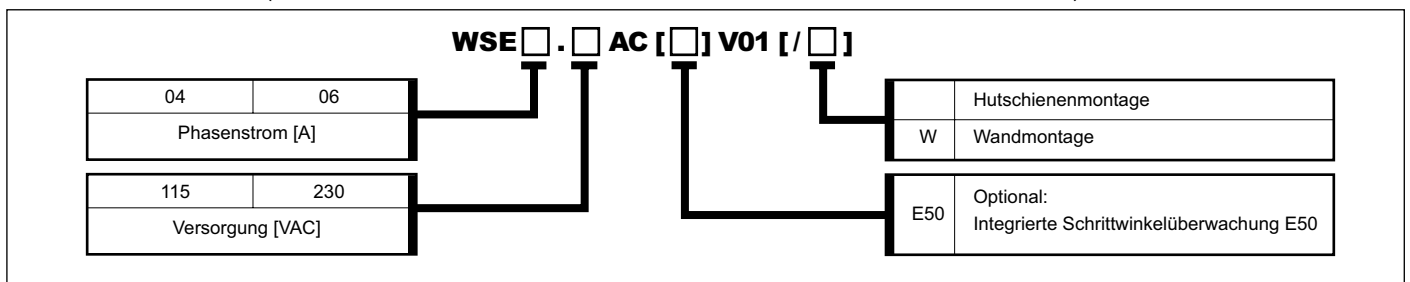 WSE☐.☐AC[☐]V01[/☐]
04 06
Phasenstrom [A]
115 230
Versorgung [VAC]
Hutschienenmontage
W Wandmontage
E50 Optional:
Integrierte Schrittwinkelüberwachung E50